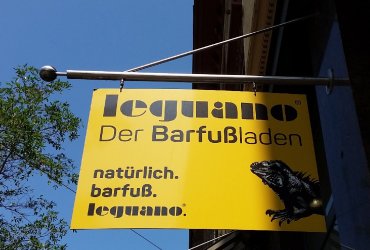 leguano®
Der Barfußladen
natürlich.
barfuß.
leguano.®